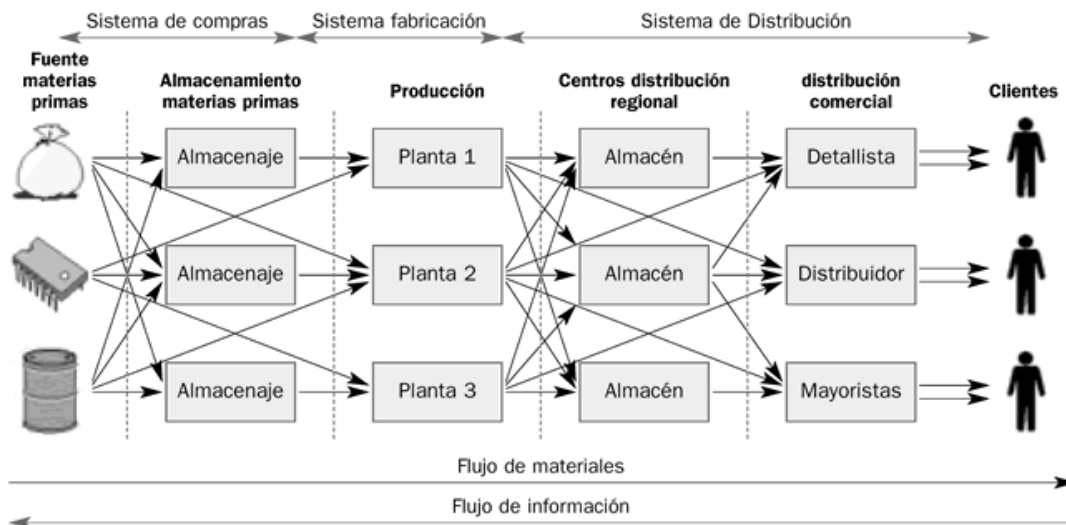 Sistema de compras
Sistema fabricación
Sistema de Distribución
Fuente
materias
primas
Almacenamiento
materias primas
Producción
Centros distribución
regional
distribución
comercial
Clientes
Almacenaje
Planta 1
Almacén
Detallista
Almacenaje
Planta 2
Almacén
Distribuidor
Almacenaje
Planta 3
Almacén
Mayoristas
Flujo de materiales
Flujo de información